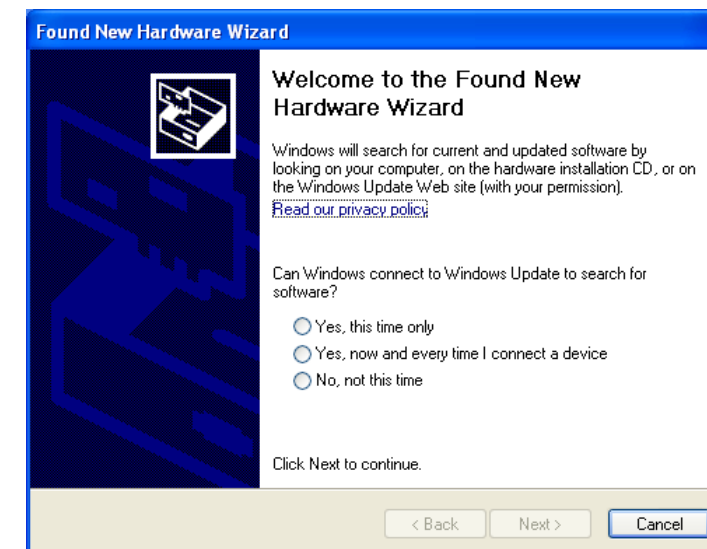 Found New Hardware Wizard
Welcome to the Found New
Hardware Wizard
Windows will search for current and updated software by
looking on your computer, on the hardware installation CD, or on
the Windows Update Web site (with your permission).
Read our privacy policy
Can Windows connect to Windows Update to search for
software?
Yes, this time only
Yes, now and every time I connect a device
No, not this time
Click Next to continue.
< Back
Next >
Cancel